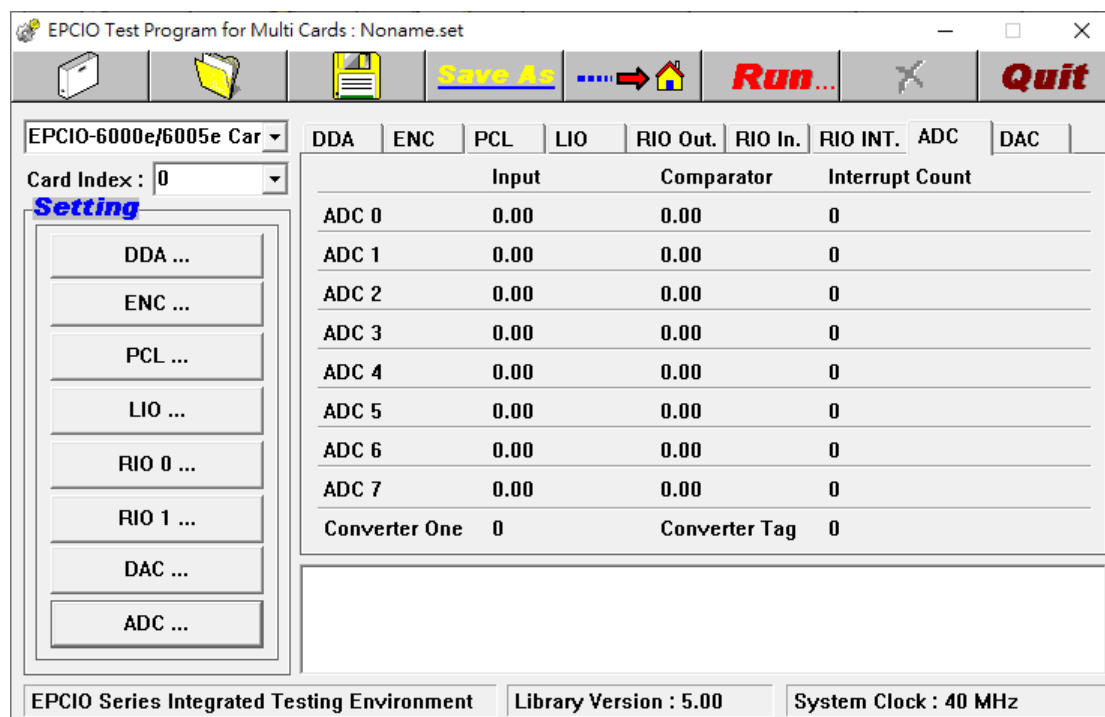 EPCIO Test Program for Multi Cards : Noname.set
Save As Run... Quit
EPCIO-6000e/6005e Car
Card Index : 0
Setting
DDA ...
ENC ...
PCL ...
LIO ...
RIO 0 ...
RIO 1 ...
DAC ...
ADC ...
DDA ENC PCL LIO RIO Out. RIO In. RIO INT. ADC DAC
Input Comparator Interrupt Count
ADC 0 0.00 0.00 0
ADC 1 0.00 0.00 0
ADC 2 0.00 0.00 0
ADC 3 0.00 0.00 0
ADC 4 0.00 0.00 0
ADC 5 0.00 0.00 0
ADC 6 0.00 0.00 0
ADC 7 0.00 0.00 0
Converter One 0 Converter Tag 0
EPCIO Series Integrated Testing Environment Library Version : 5.00 System Clock : 40 MHz